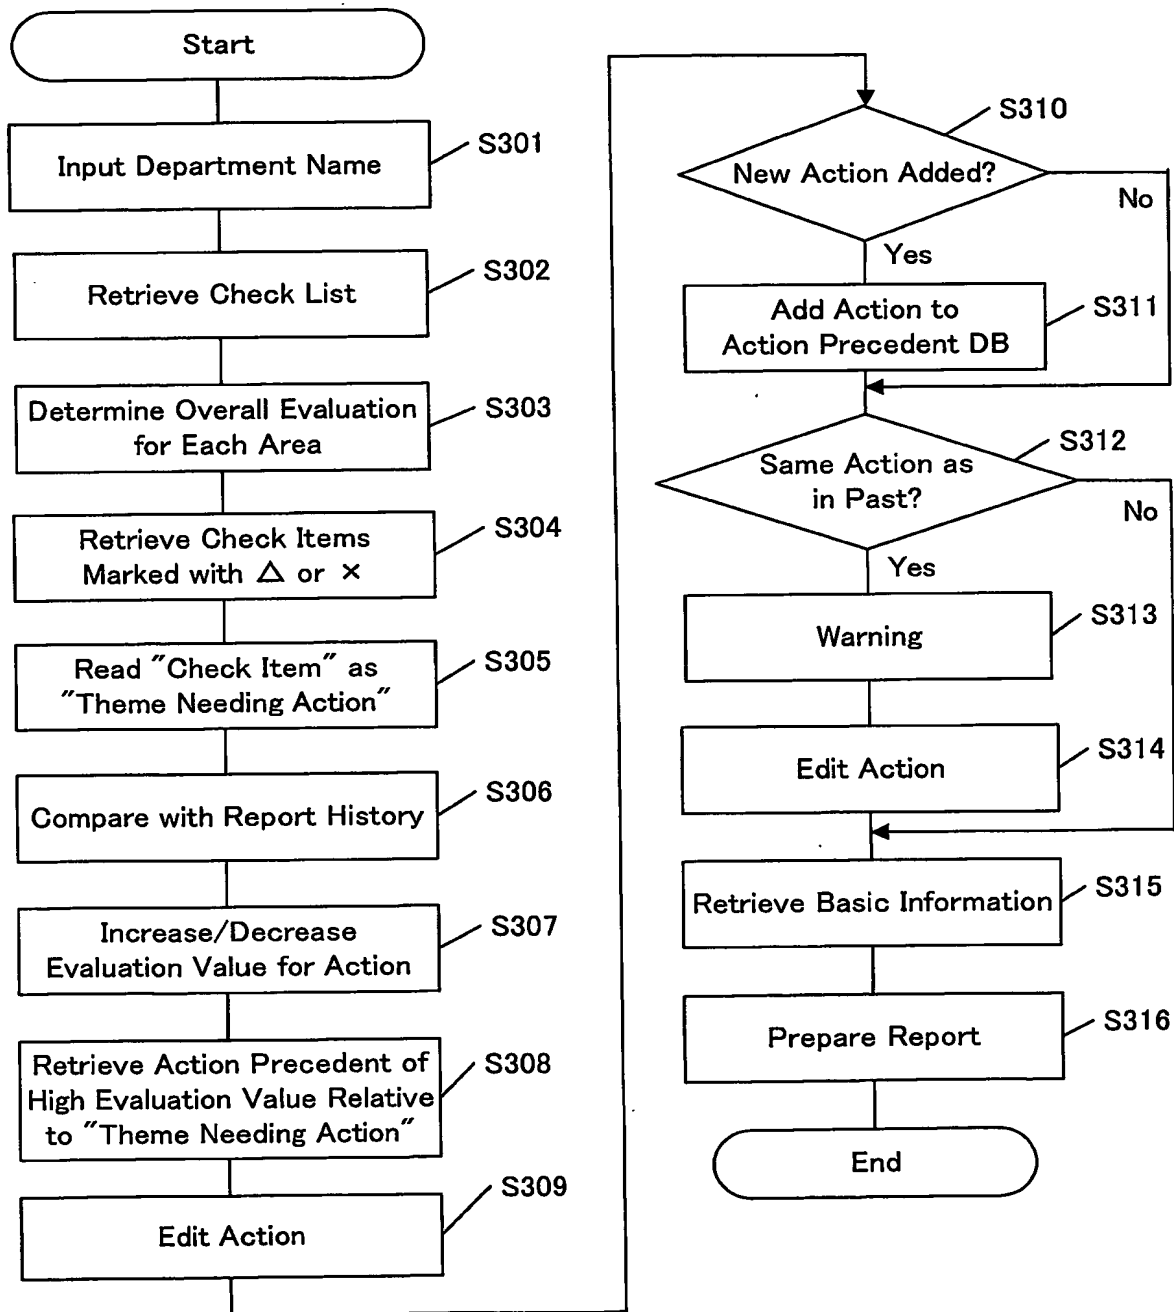 Start
Input Department Name
S301
Retrieve Check List
S302
Determine Overall Evaluation
for Each Area
S303
Retrieve Check Items
Marked with △ or ×
S304
Read "Check Item" as
"Theme Needing Action"
S305
Compare with Report History
S306
Increase/Decrease
Evaluation Value for Action
S307
Retrieve Action Precedent of
High Evaluation Value Relative
to "Theme Needing Action"
S308
Edit Action
S309
New Action Added?
S310
No
Yes
Add Action to
Action Precedent DB
S311
Same Action as
in Past?
S312
No
Yes
Warning
S313
Edit Action
S314
Retrieve Basic Information
S315
Prepare Report
S316
End